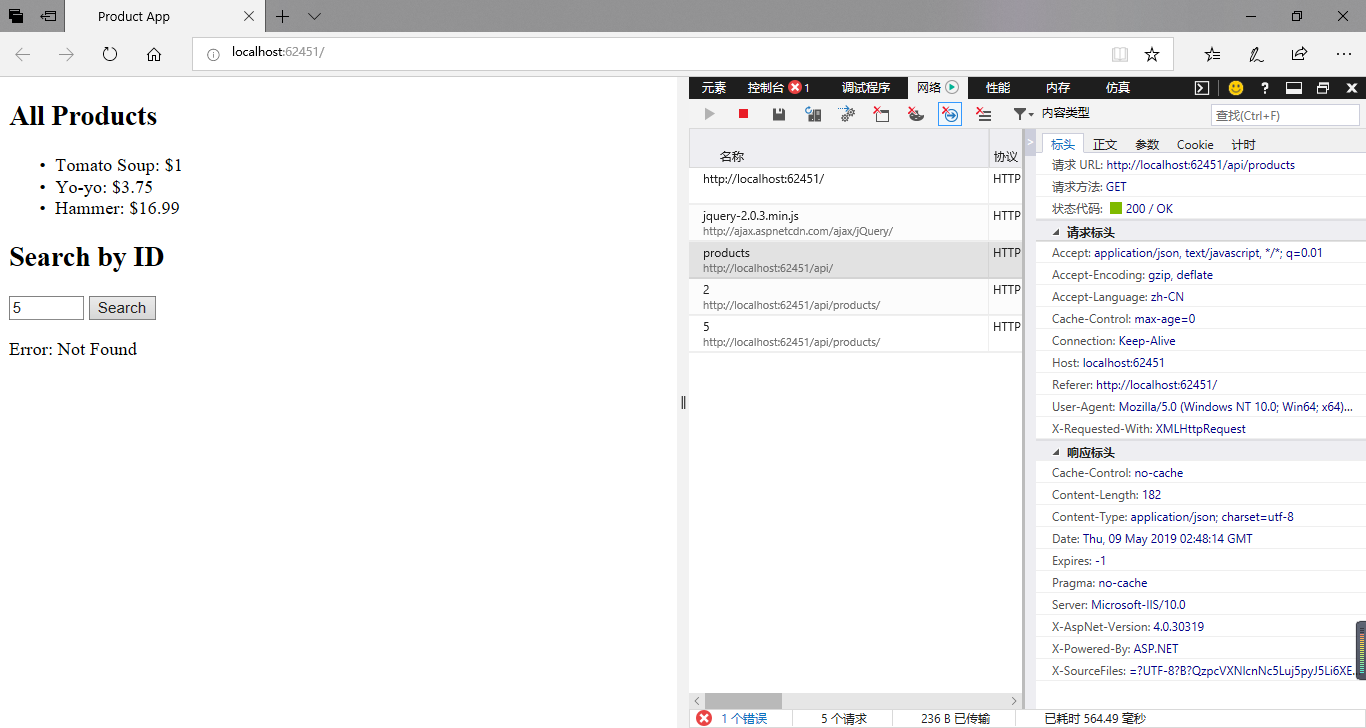 Product App
localhost:62451/
All Products
• Tomato Soup: $1
• Yo-yo: $3.75
• Hammer: $16.99
Search by ID
5 Search
Error: Not Found
元素 控制台 1 调试程序 网络 性能 内存 仿真
内容类型 查找(Ctrl+F)
名称 协议
http://localhost:62451/ HTTP
jquery-2.0.3.min.js HTTP
http://ajax.aspnetcdn.com/ajax/jQuery/
products HTTP
http://localhost:62451/api/
2 HTTP
http://localhost:62451/api/products/
5 HTTP
http://localhost:62451/api/products/
标头 正文 参数 Cookie 计时
请求 URL: http://localhost:62451/api/products
请求方法: GET
状态代码: 200 / OK
请求标头
Accept: application/json, text/javascript, */*; q=0.01
Accept-Encoding: gzip, deflate
Accept-Language: zh-CN
Cache-Control: max-age=0
Connection: Keep-Alive
Host: localhost:62451
Referer: http://localhost:62451/
User-Agent: Mozilla/5.0 (Windows NT 10.0; Win64; x64)...
X-Requested-With: XMLHttpRequest
响应标头
Cache-Control: no-cache
Content-Length: 182
Content-Type: application/json; charset=utf-8
Date: Thu, 09 May 2019 02:48:14 GMT
Expires: -1
Pragma: no-cache
Server: Microsoft-IIS/10.0
X-AspNet-Version: 4.0.30319
X-Powered-By: ASP.NET
X-SourceFiles: =?UTF-8?B?QzpcVXNlcnNc5Luj5pyJ5Li6XE...
1 个错误 5 个请求 236 B 已传输 已耗时 564.49 毫秒